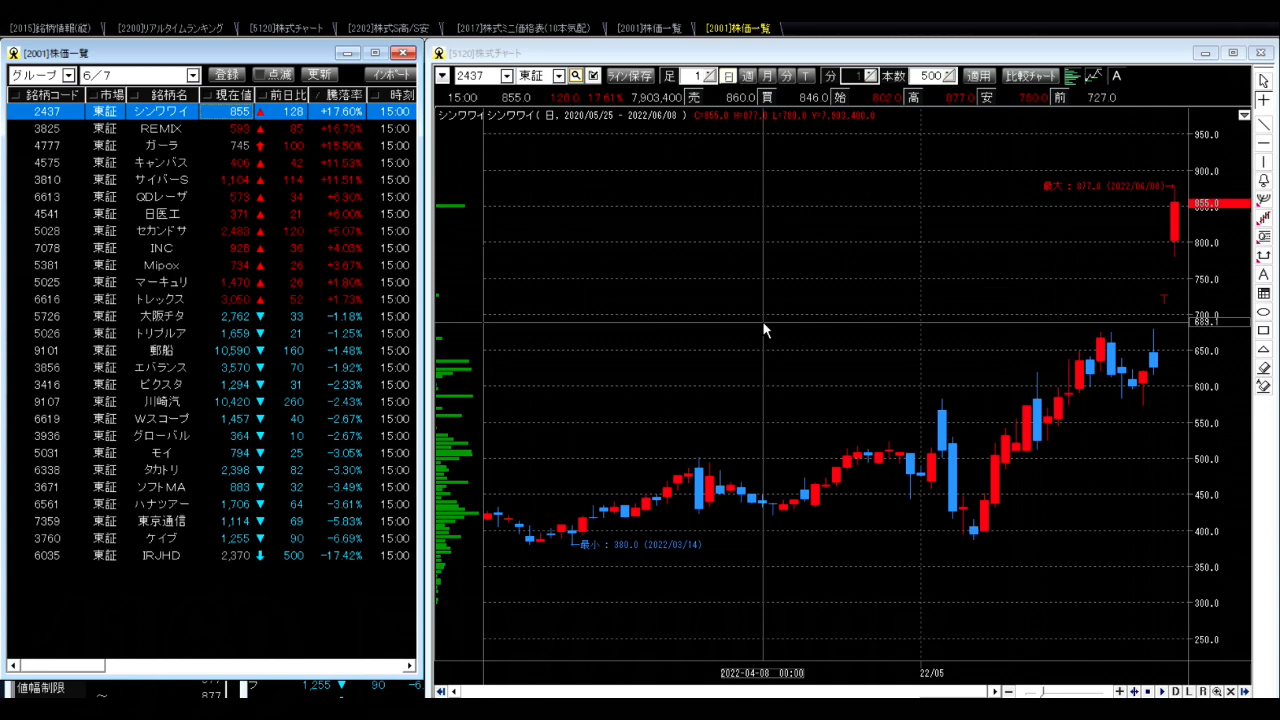 [2015]銘柄情報(縦) [2200]リアルタイムランキング [5120]株式チャート [2202]株式S高/S安 [2017]株式ミニ価格表(10本気配) [2001]株価一覧 [2001]株価一覧
[2001]株価一覧
グループ 6/7 登録 点滅 更新 インポート
銘柄コード 市場 銘柄名 現在値 前日比 騰落率 時刻
2437 東証 シンワワイ 855 ▲ 128 +17.60% 15:00
3825 東証 REMIX 593 ▲ 85 +16.73% 15:00
4777 東証 ガーラ 745 ⬆ 100 +15.50% 15:00
4575 東証 キャンバス 406 ▲ 42 +11.53% 15:00
3810 東証 サイバーS 1,104 ▲ 114 +11.51% 15:00
6613 東証 QDレーザ 573 ▲ 34 +6.30% 15:00
4541 東証 日医工 371 ▲ 21 +6.00% 15:00
5028 東証 セカンドサ 2,483 ▲ 120 +5.07% 15:00
7078 東証 INC 928 ▲ 36 +4.03% 15:00
5381 東証 Mipox 734 ▲ 26 +3.67% 15:00
5025 東証 マーキュリ 1,470 ▲ 26 +1.80% 15:00
6616 東証 トレックス 3,050 ▲ 52 +1.73% 15:00
5726 東証 大阪チタ 2,762 ▼ 33 -1.18% 15:00
5026 東証 トリプルア 1,659 ▼ 21 -1.25% 15:00
9101 東証 郵船 10,590 ▼ 160 -1.48% 15:00
3856 東証 エバランス 3,570 ▼ 70 -1.92% 15:00
3416 東証 ピクスタ 1,294 ▼ 31 -2.33% 15:00
9107 東証 川崎汽 10,420 ▼ 260 -2.43% 15:00
6619 東証 Wスコープ 1,457 ▼ 40 -2.67% 15:00
3936 東証 グローバル 364 ▼ 10 -2.67% 15:00
5031 東証 モイ 794 ▼ 25 -3.05% 15:00
6338 東証 タカトリ 2,398 ▼ 82 -3.30% 15:00
3671 東証 ソフトMA 883 ▼ 32 -3.49% 15:00
6561 東証 ハナツアー 1,706 ▼ 64 -3.61% 15:00
7359 東証 東京通信 1,114 ▼ 69 -5.83% 15:00
3760 東証 ケイブ 1,255 ▼ 90 -6.69% 15:00
6035 東証 IRJHD 2,370 ⬇ 500 -17.42% 15:00
値幅制限 ～
877
1,255 ▼ 90 -6.
[5120]株式チャート
2437 東証 ライン保存 足 1 日 週 月 分 T 分 1 本数 500 適用 比較チャート A
15:00 855.0 128.0 17.61% 7,903,400 売 860.0 買 846.0 始 802.0 高 877.0 安 780.0 前 727.0
シンワワイ シンワワイ( 日, 2020/05/25 - 2022/06/08 ) C=855.0 H=877.0 L=780.0 V=7,903,400.0
950.0
900.0
最大 : 877.0 (2022/06/08)
855.0
800.0
750.0
T
700.0
689.1
650.0
600.0
550.0
500.0
450.0
400.0
最小 : 380.0 (2022/03/14)
350.0
300.0
250.0
2022-04-08 00:00 22/05
D L R
A